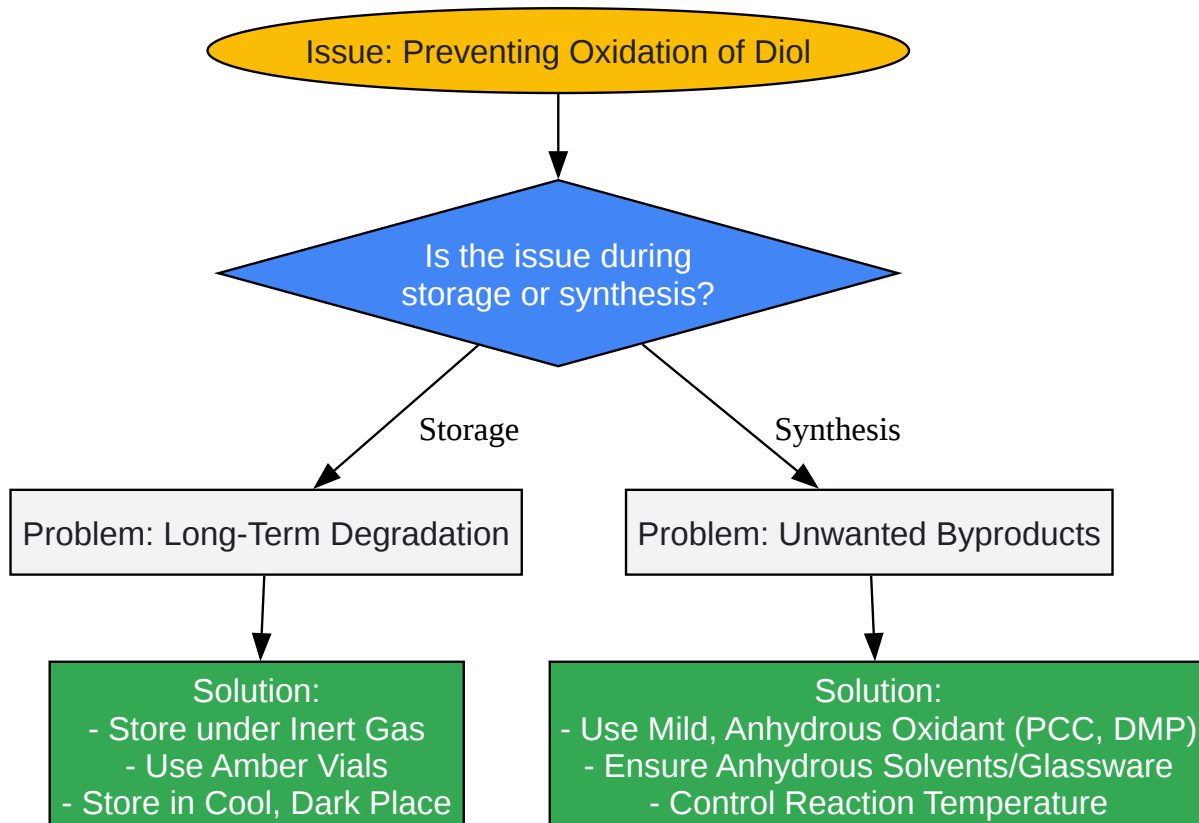 Issue: Preventing Oxidation of Diol
Is the issue during
storage or synthesis?
Storage
Synthesis
Problem: Long-Term Degradation
Problem: Unwanted Byproducts
Solution:
- Store under Inert Gas
- Use Amber Vials
- Store in Cool, Dark Place
Solution:
- Use Mild, Anhydrous Oxidant (PCC, DMP)
- Ensure Anhydrous Solvents/Glassware
- Control Reaction Temperature